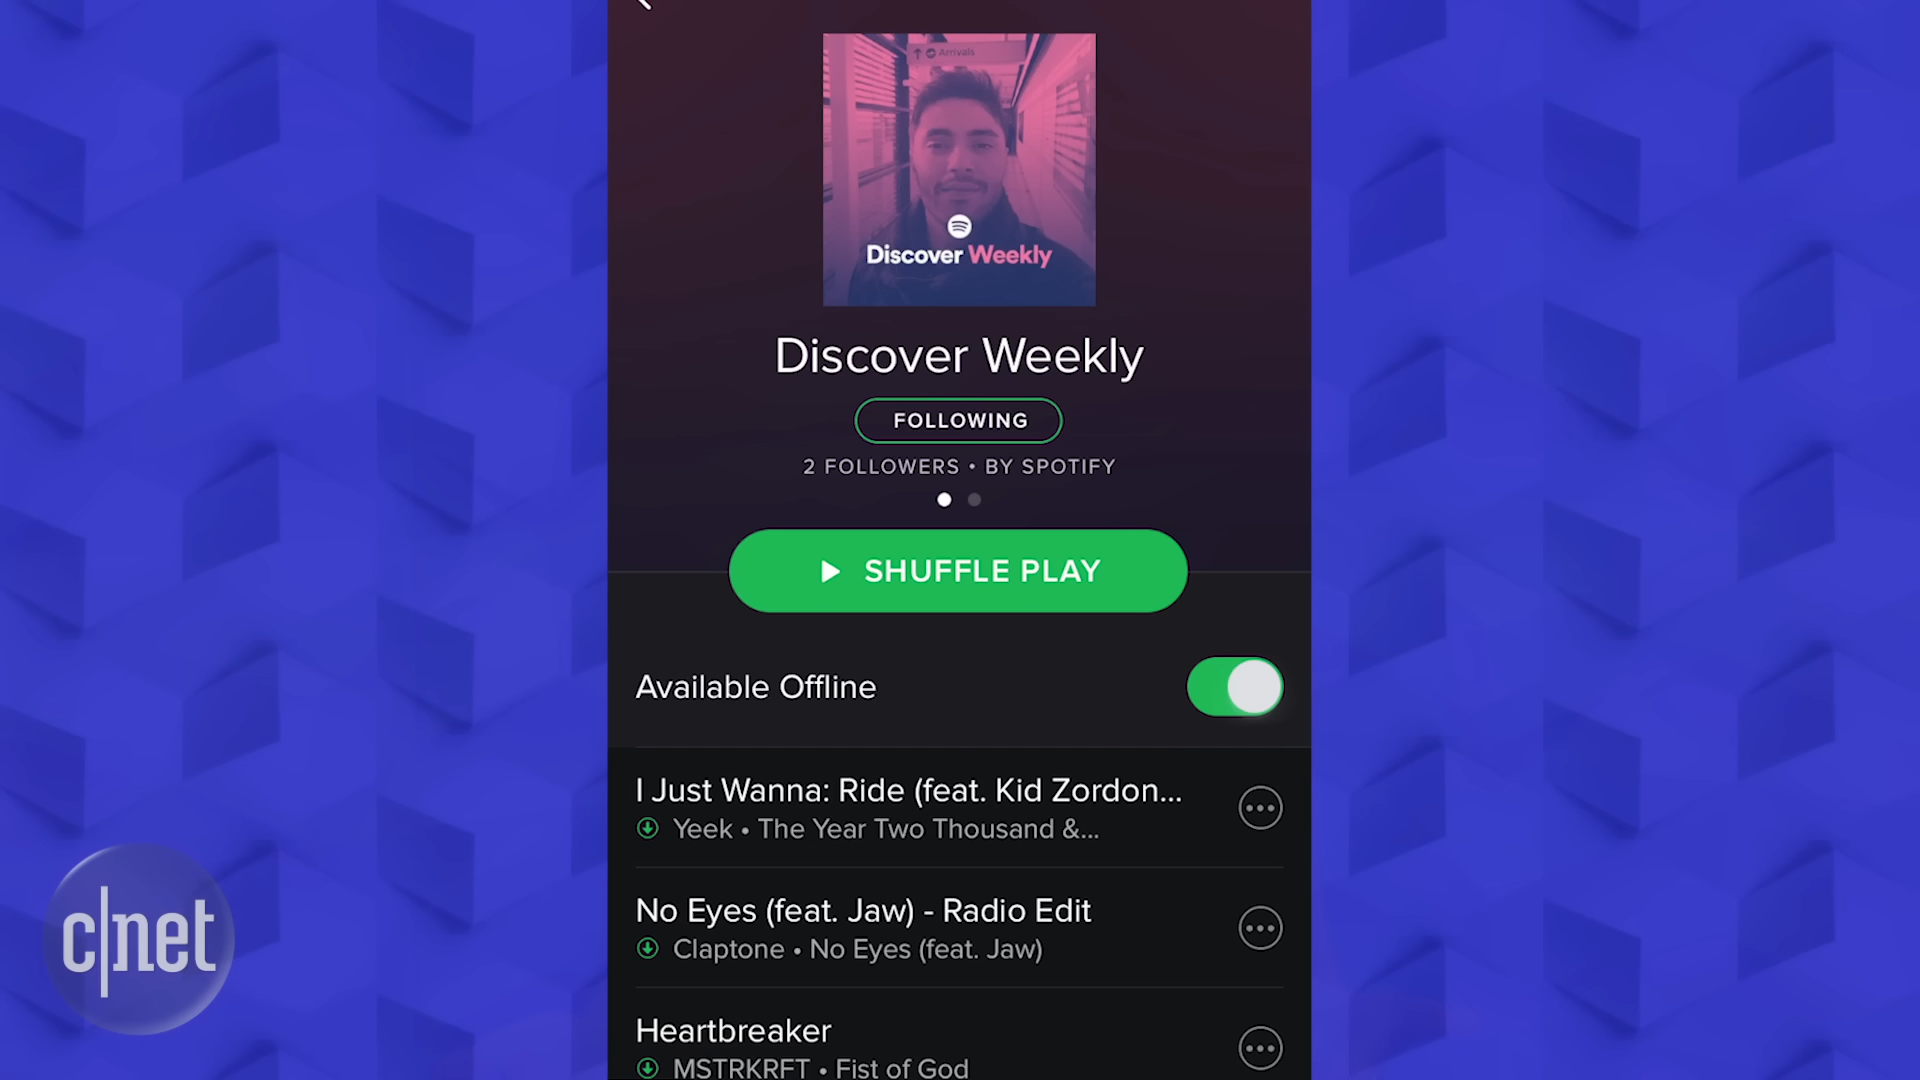 Arrivals
Discover Weekly
Discover Weekly
FOLLOWING
2 FOLLOWERS • BY SPOTIFY
SHUFFLE PLAY
Available Offline
I Just Wanna: Ride (feat. Kid Zordon...
Yeek • The Year Two Thousand &...
No Eyes (feat. Jaw) - Radio Edit
Claptone • No Eyes (feat. Jaw)
Heartbreaker
MSTRKRFT • Fist of God
c|net